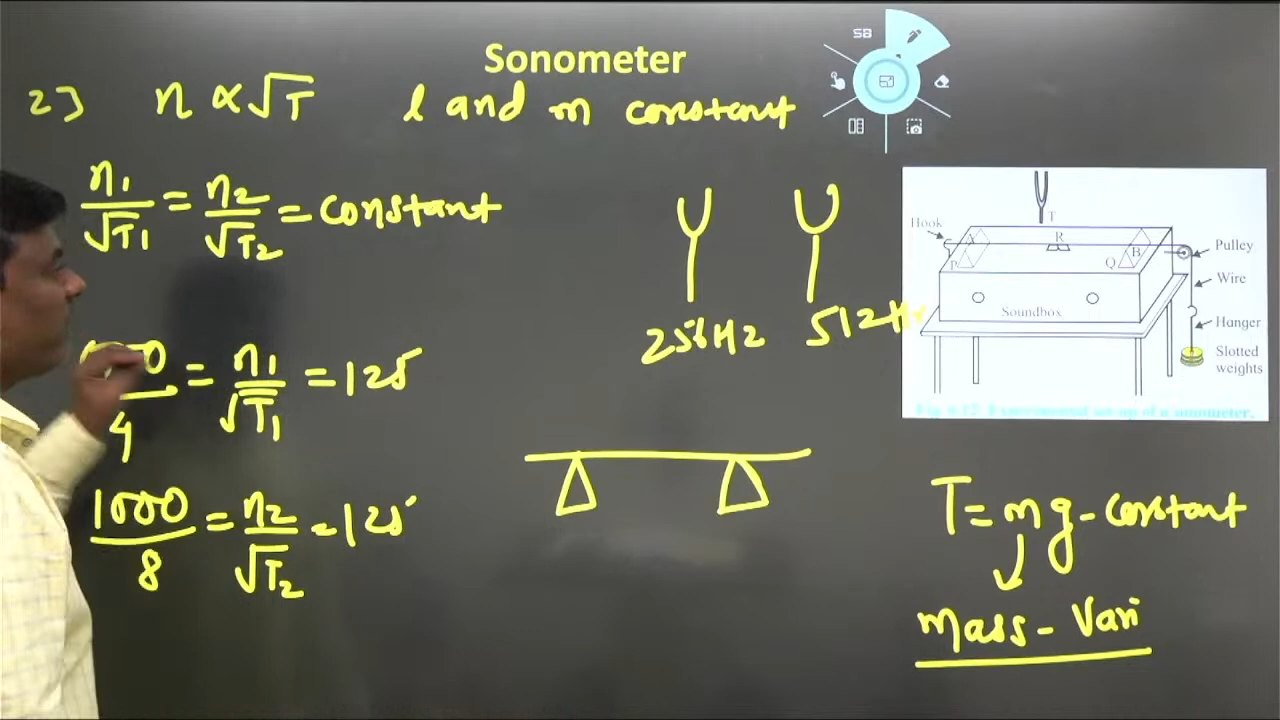 Sonometer
2) n ∝ √T l and m constant
n1/√T1 = n2/√T2 = constant
256Hz 512Hz
4 = n1/√T1 = 125
1000/8 = n2/√T2 = 125
T = mg - constant
mass - Vari
SB
T
Hook
A
R
B
P
Q
Pulley
Wire
Hanger
Soundbox
Slotted
weights